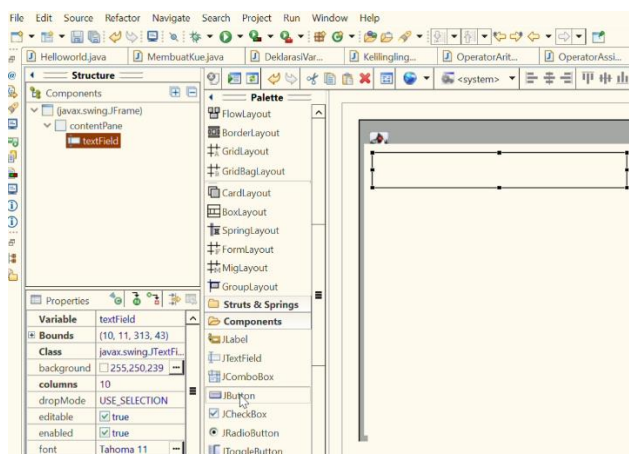 File Edit Source Refactor Navigate Search Project Run Window Help
Helloworld.java MembuatKue.java DeklarasiVar... Kelilingling... OperatorArit... OperatorAssi...
Structure
Components
(javax.swing.JFrame)
contentPane
textField
<system>
Palette
FlowLayout
BorderLayout
GridLayout
GridBagLayout
CardLayout
BoxLayout
SpringLayout
FormLayout
MigLayout
GroupLayout
Struts & Springs
Components
JLabel
JTextField
JComboBox
JButton
JCheckBox
JRadioButton
JToggleButton
Properties
Variable textField
Bounds (10, 11, 313, 43)
Class javax.swing.JTextFi...
background 255,250,239 ...
columns 10
dropMode USE_SELECTION
editable true
enabled true
font Tahoma 11 ...